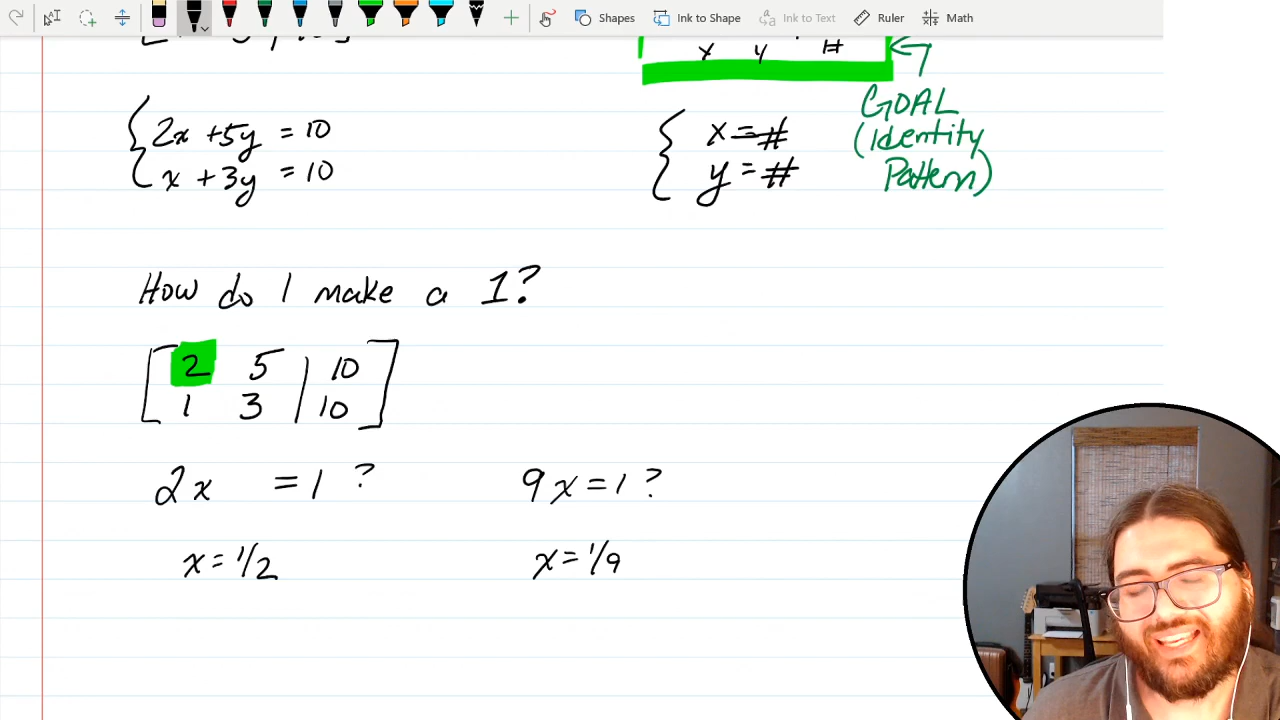 Shapes Ink to Shape Ink to Text Ruler Math
x y #
GOAL
(Identity
Pattern)
{ 2x + 5y = 10
x + 3y = 10
{ x = #
y = #
How do I make a 1?
[ 2 5 | 10 ]
[ 1 3 | 10 ]
2x = 1 ?
9x = 1 ?
x = 1/2
x = 1/9